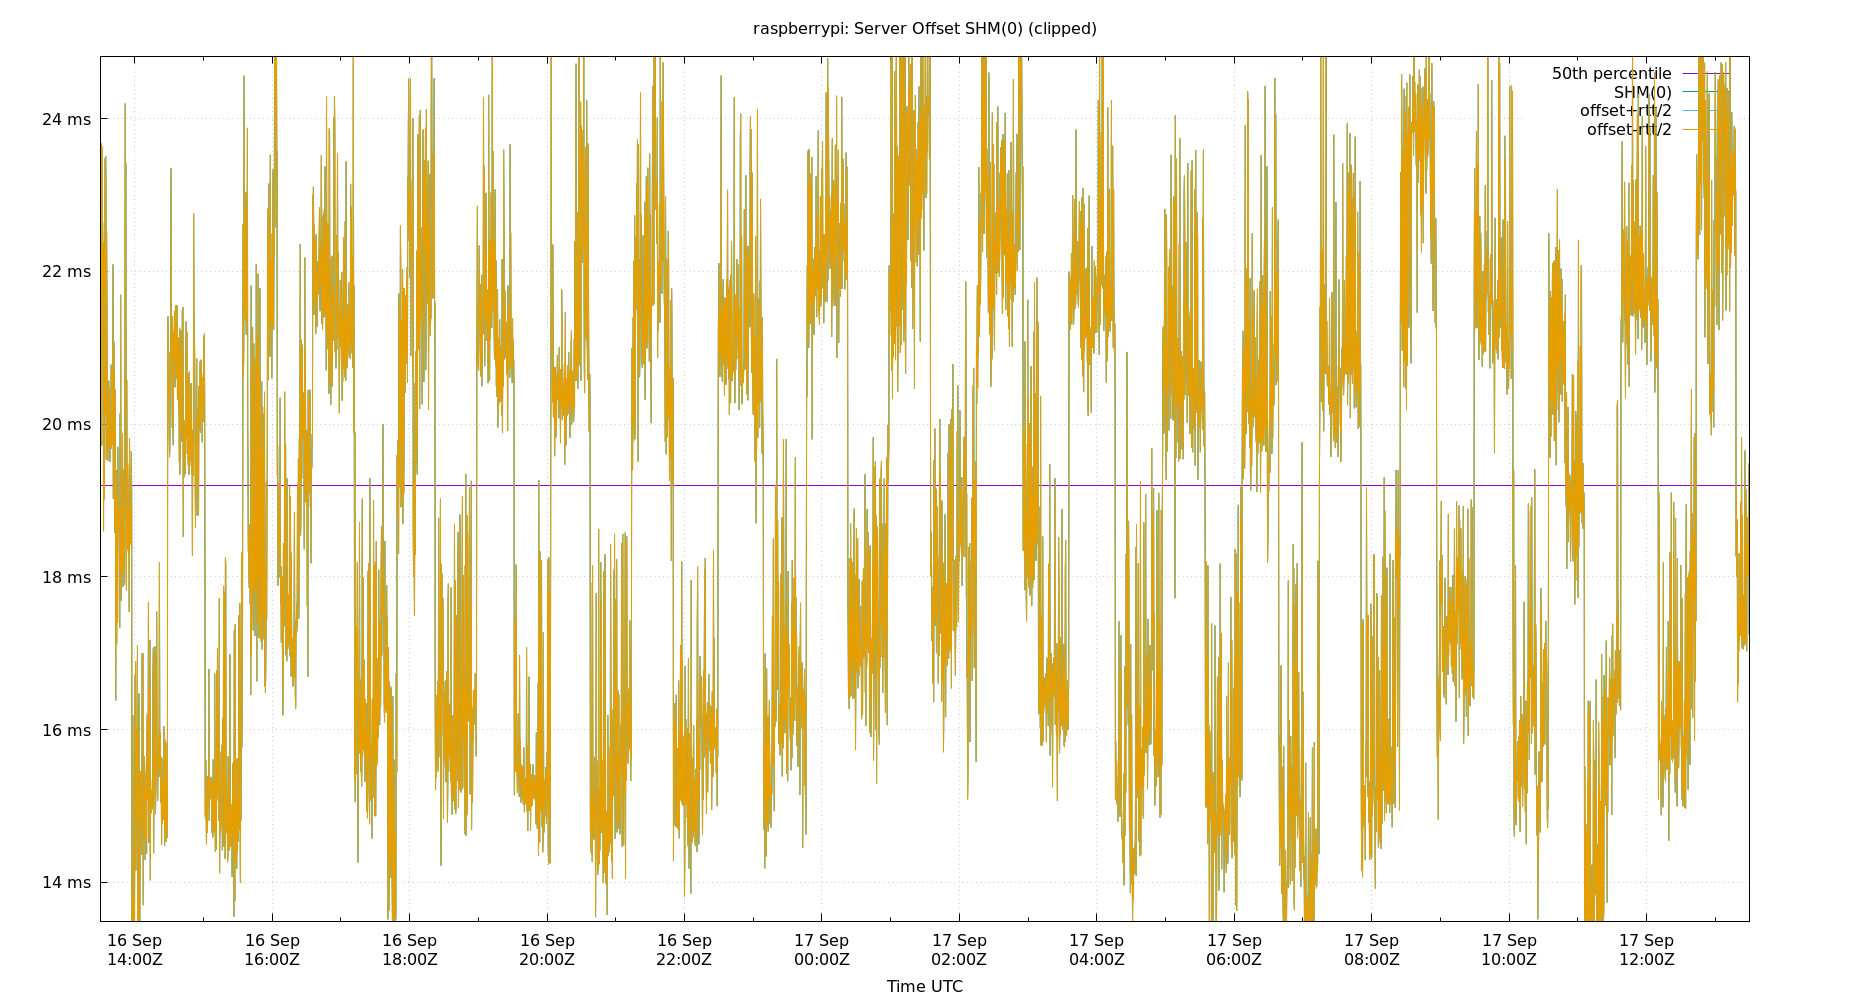 raspberrypi: Server Offset SHM(0) (clipped)
50th percentile
SHM(0)
offset+rtt/2
offset-rtt/2
24 ms
22 ms
20 ms
18 ms
16 ms
14 ms
16 Sep 16 Sep 16 Sep 16 Sep 16 Sep 17 Sep 17 Sep 17 Sep 17 Sep 17 Sep 17 Sep 17 Sep
14:00Z 16:00Z 18:00Z 20:00Z 22:00Z 00:00Z 02:00Z 04:00Z 06:00Z 08:00Z 10:00Z 12:00Z
Time UTC